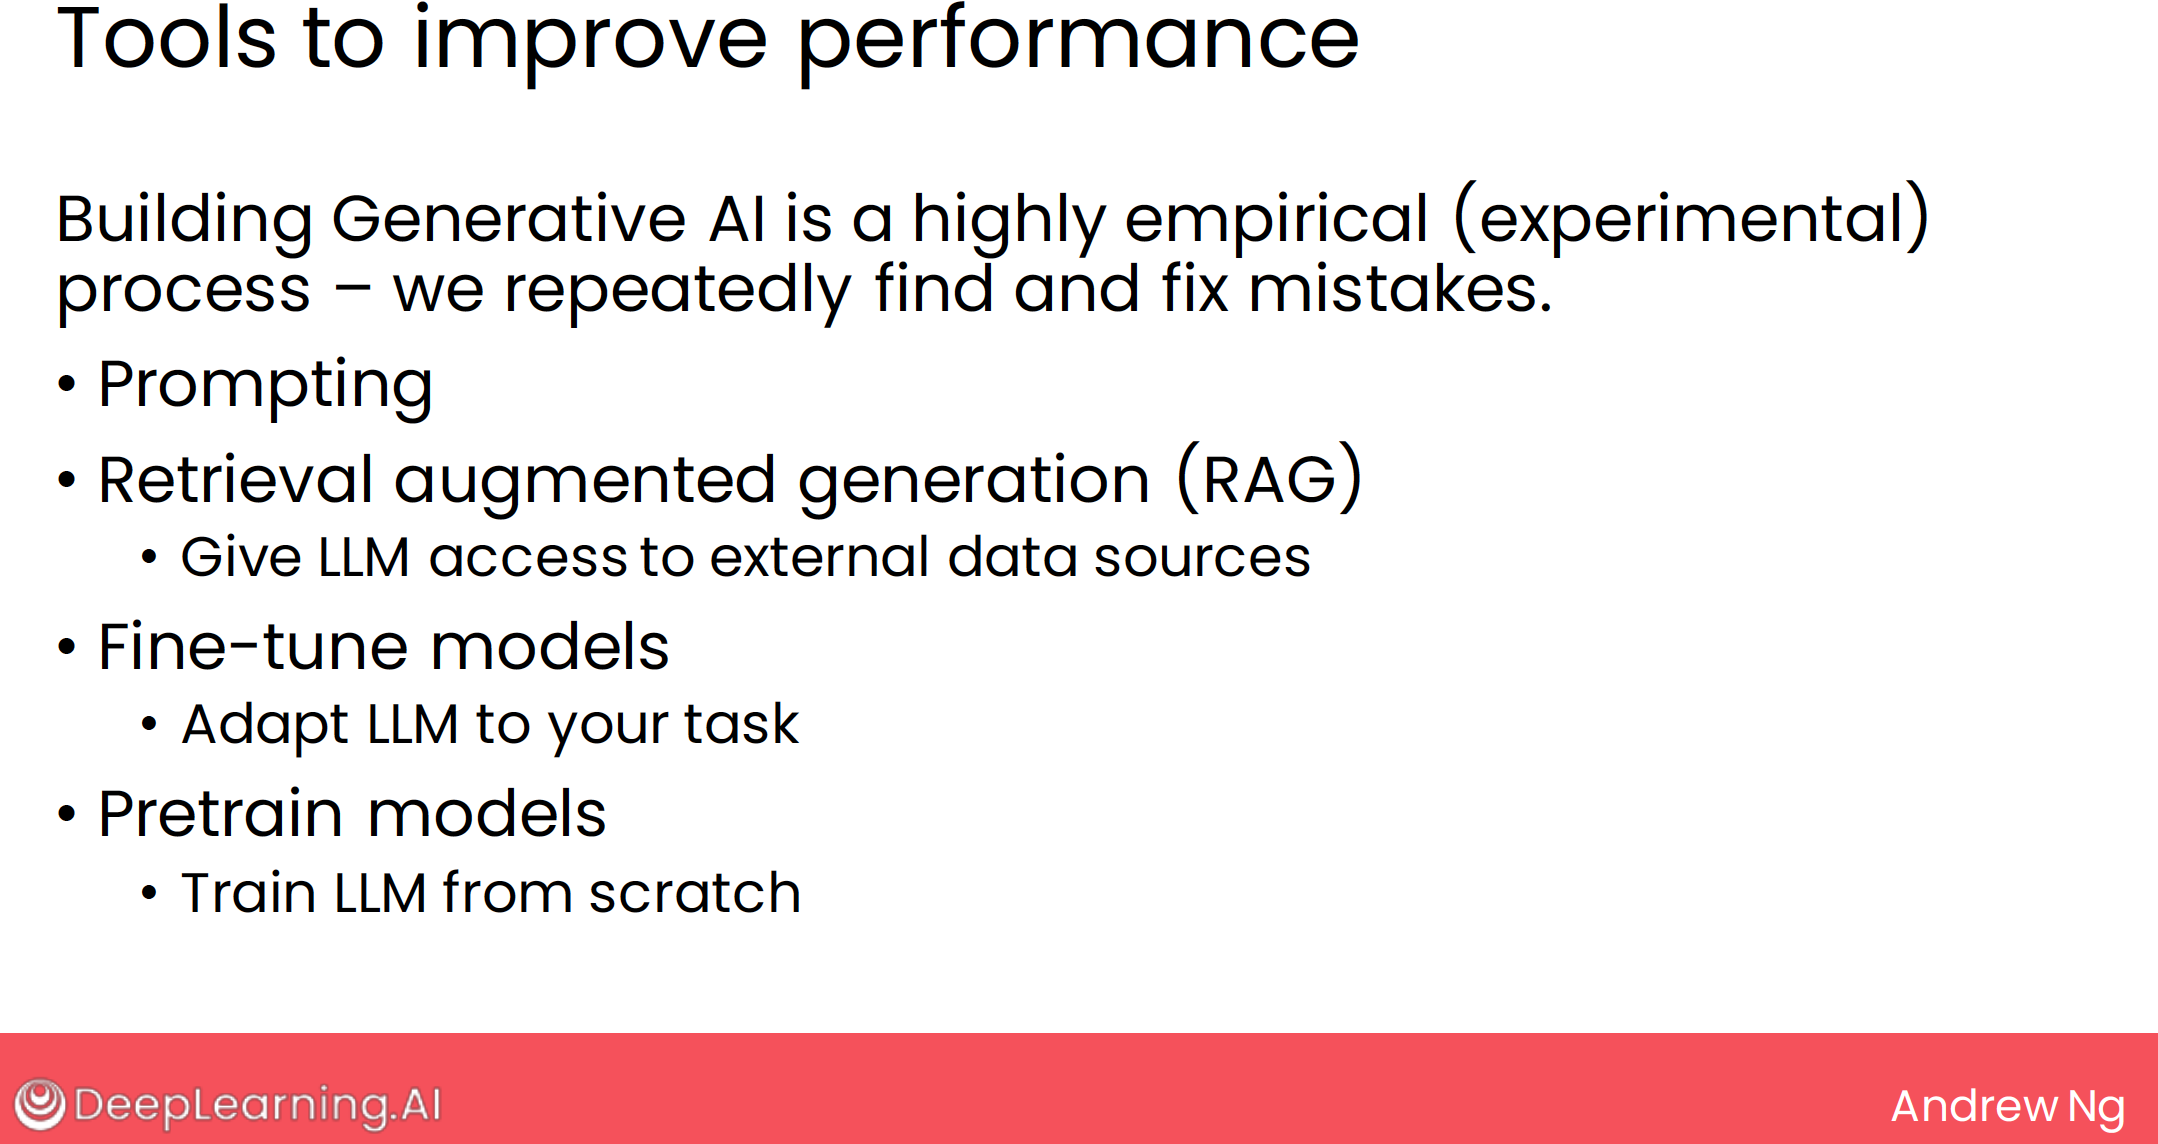 Tools to improve performance
Building Generative AI is a highly empirical (experimental)
process – we repeatedly find and fix mistakes.
• Prompting
• Retrieval augmented generation (RAG)
• Give LLM access to external data sources
• Fine-tune models
• Adapt LLM to your task
• Pretrain models
• Train LLM from scratch
DeepLearning.AI
Andrew Ng